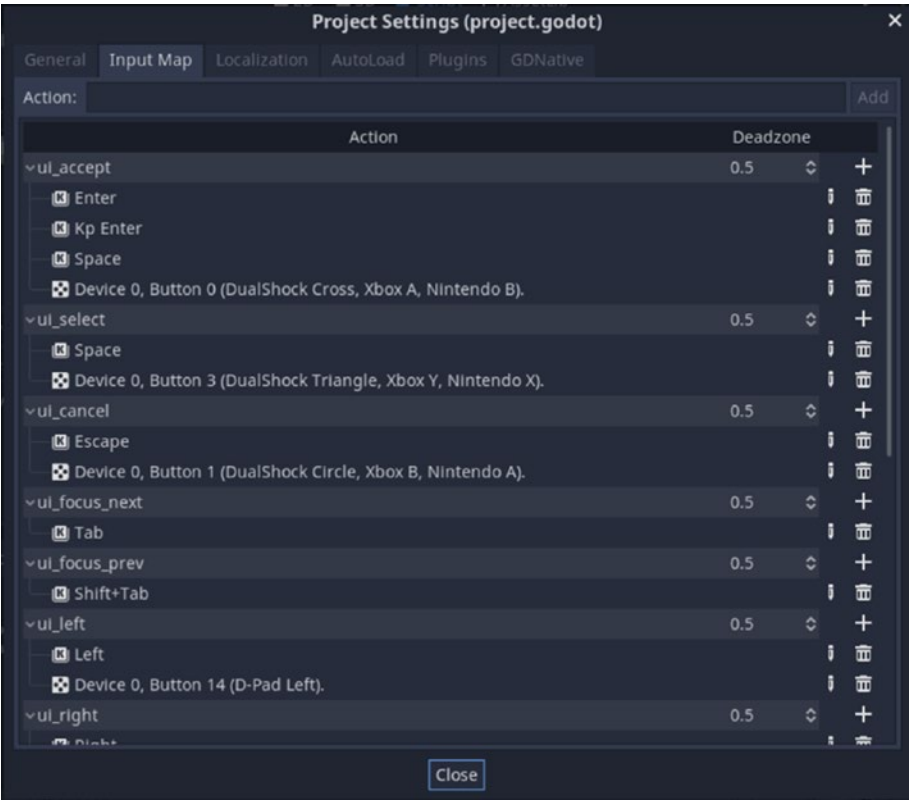 Project Settings (project.godot)
General Input Map Localization AutoLoad Plugins GDNative
Action: Add
Action Deadzone
ui_accept 0.5
Enter
Kp Enter
Space
Device 0, Button 0 (DualShock Cross, Xbox A, Nintendo B).
ui_select 0.5
Space
Device 0, Button 3 (DualShock Triangle, Xbox Y, Nintendo X).
ui_cancel 0.5
Escape
Device 0, Button 1 (DualShock Circle, Xbox B, Nintendo A).
ui_focus_next 0.5
Tab
ui_focus_prev 0.5
Shift+Tab
ui_left 0.5
Left
Device 0, Button 14 (D-Pad Left).
ui_right 0.5
Right
Close